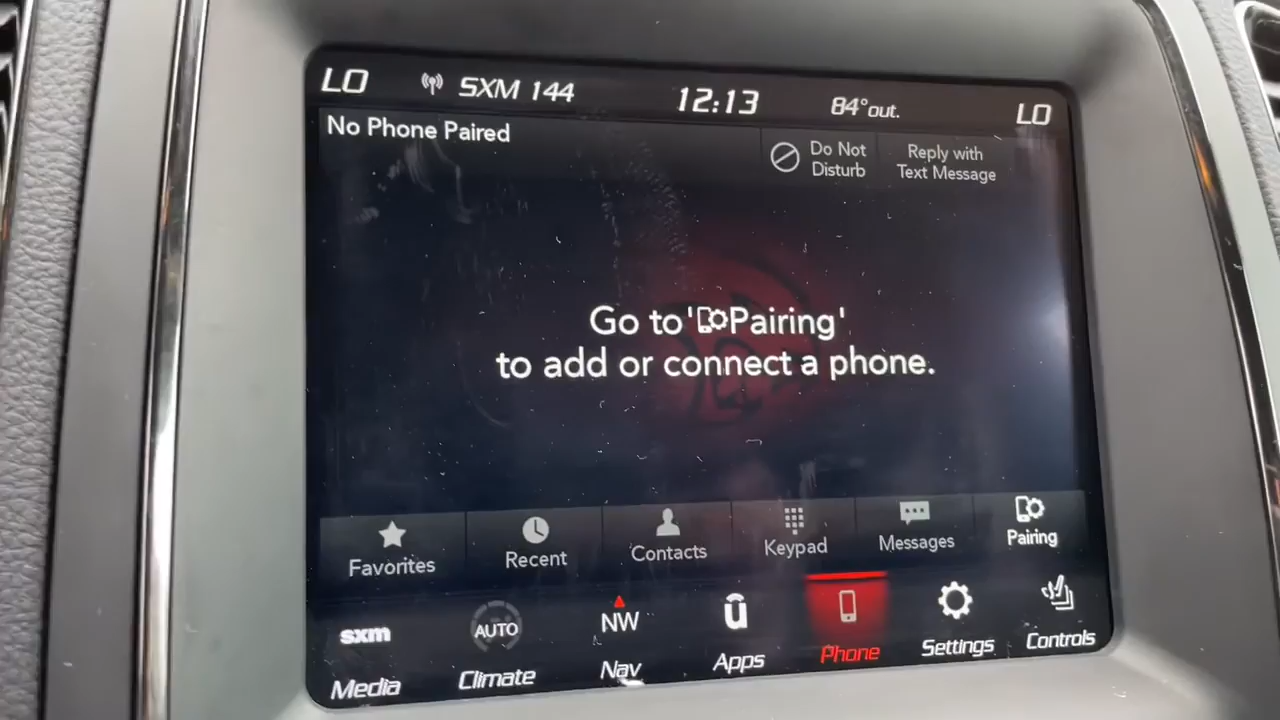 LO SXM 144 12:13 84°out. LO
No Phone Paired
Do Not
Disturb
Reply with
Text Message
Go to 'Pairing'
to add or connect a phone.
Favorites Recent Contacts Keypad Messages Pairing
sxm AUTO NW ū
Media Climate Nav Apps Phone Settings Controls